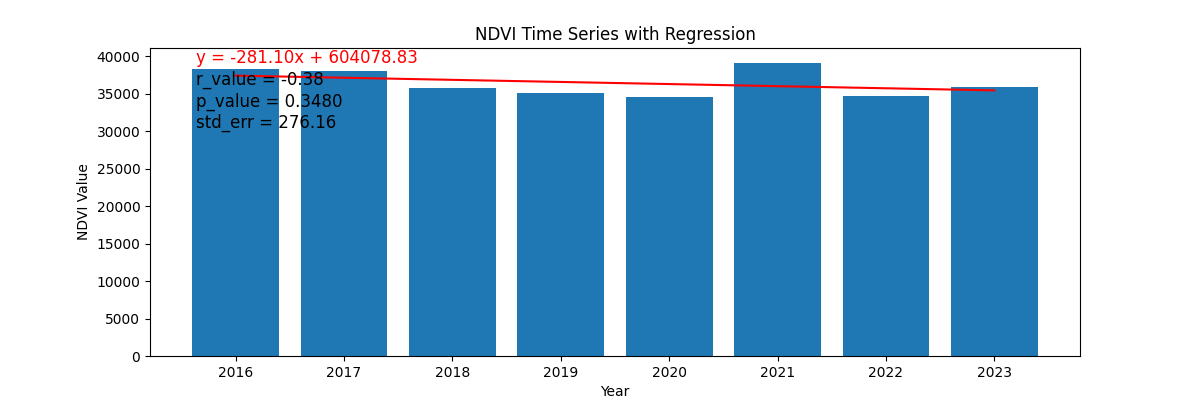 NDVI Time Series with Regression
y = -281.10x + 604078.83
r_value = -0.38
p_value = 0.3480
std_err = 276.16
NDVI Value
40000
35000
30000
25000
20000
15000
10000
5000
0
2016 2017 2018 2019 2020 2021 2022 2023
Year